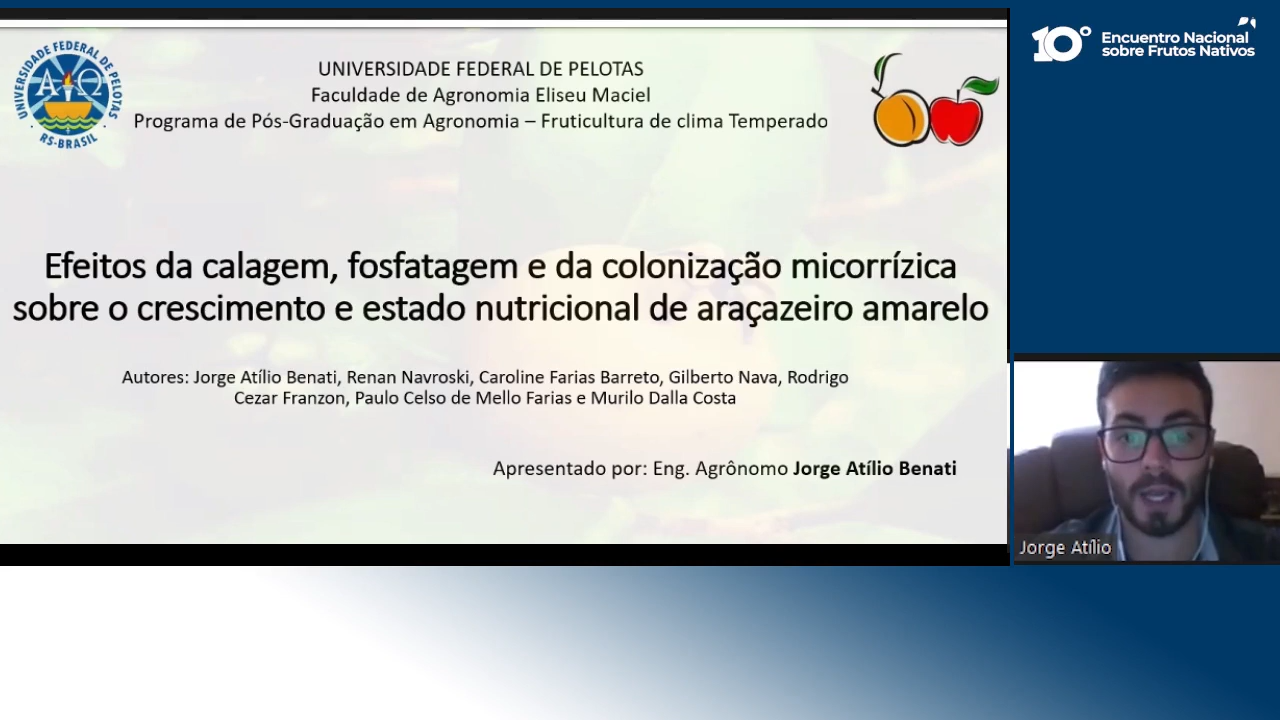 UNIVERSIDADE FEDERAL DE PELOTAS
RS-BRASIL
UNIVERSIDADE FEDERAL DE PELOTAS
Faculdade de Agronomia Eliseu Maciel
Programa de Pós-Graduação em Agronomia – Fruticultura de clima Temperado
10º Encuentro Nacional
sobre Frutos Nativos
Efeitos da calagem, fosfatagem e da colonização micorrízica
sobre o crescimento e estado nutricional de araçazeiro amarelo
Autores: Jorge Atílio Benati, Renan Navroski, Caroline Farias Barreto, Gilberto Nava, Rodrigo
Cezar Franzon, Paulo Celso de Mello Farias e Murilo Dalla Costa
Apresentado por: Eng. Agrônomo Jorge Atílio Benati
Jorge Atílio